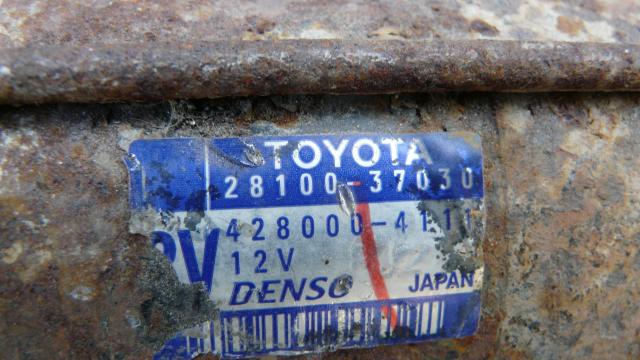 TOYOTA
28100-37030
428000-4111
12V
DENSO JAPAN